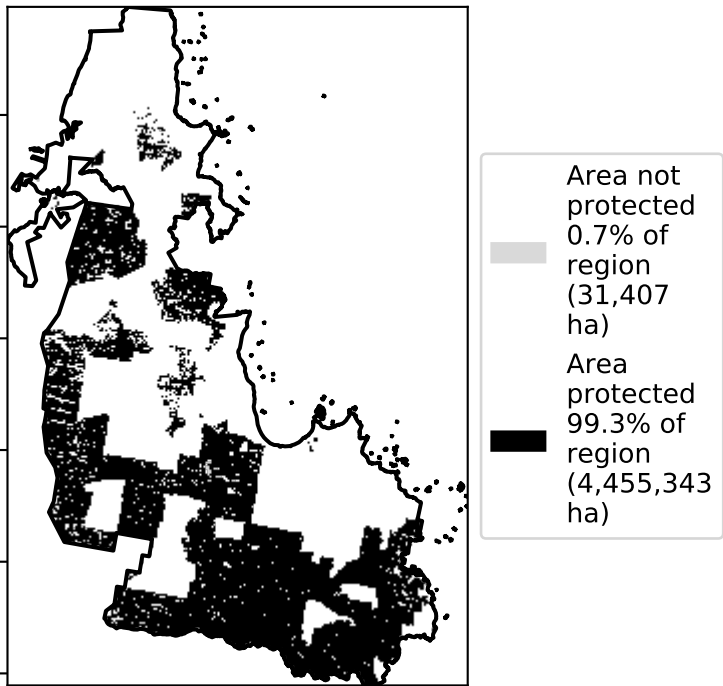 Area not
protected
0.7% of
region
(31,407
ha)
Area
protected
99.3% of
region
(4,455,343
ha)